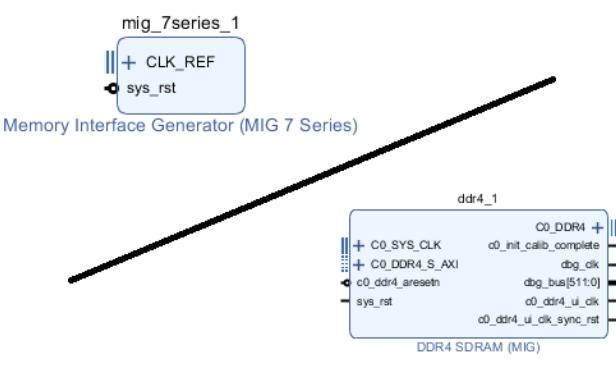 mig_7series_1
CLK_REF
sys_rst
Memory Interface Generator (MIG 7 Series)
ddr4_1
C0_DDR4
C0_SYS_CLK
c0_init_calib_complete
C0_DDR4_S_AXI
dbg_clk
c0_ddr4_aresetn
dbg_bus[511:0]
sys_rst
c0_ddr4_ui_clk
c0_ddr4_ui_clk_sync_rst
DDR4 SDRAM (MIG)